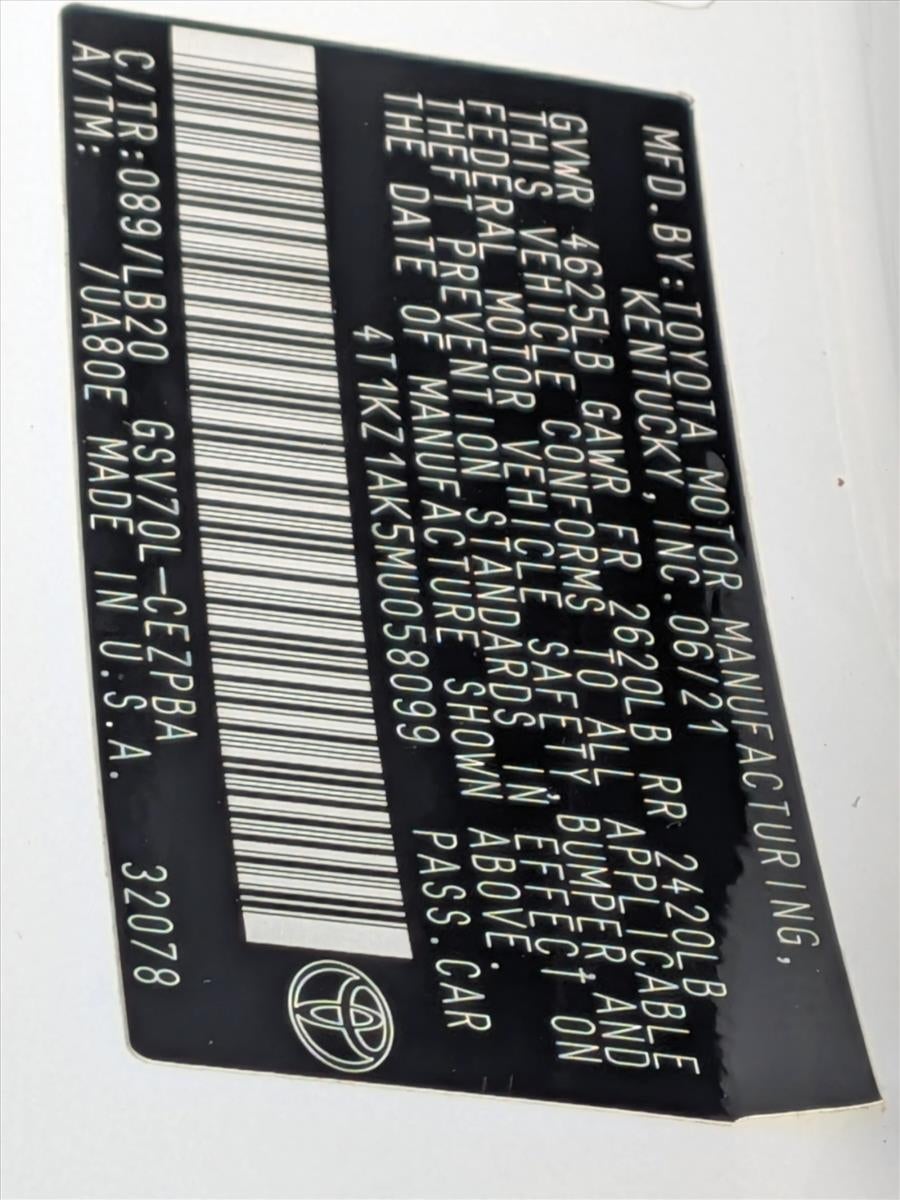 MFD.BY:TOYOTA MOTOR MANUFACTURING,
KENTUCKY, INC. 06/21
GVWR 4625LB GAWR FR 2620LB RR 2420LB
THIS VEHICLE CONFORMS TO ALL APPLICABLE
FEDERAL MOTOR VEHICLE SAFETY, BUMPER, AND
THEFT PREVENTION STANDARDS IN EFFECT ON
THE DATE OF MANUFACTURE SHOWN ABOVE.
4T1KZ1AK5MU058099 PASS.CAR
C/TR:089/LB20 GSV70L-CEZPBA
A/TM: /UA80E MADE IN U.S.A. 32078